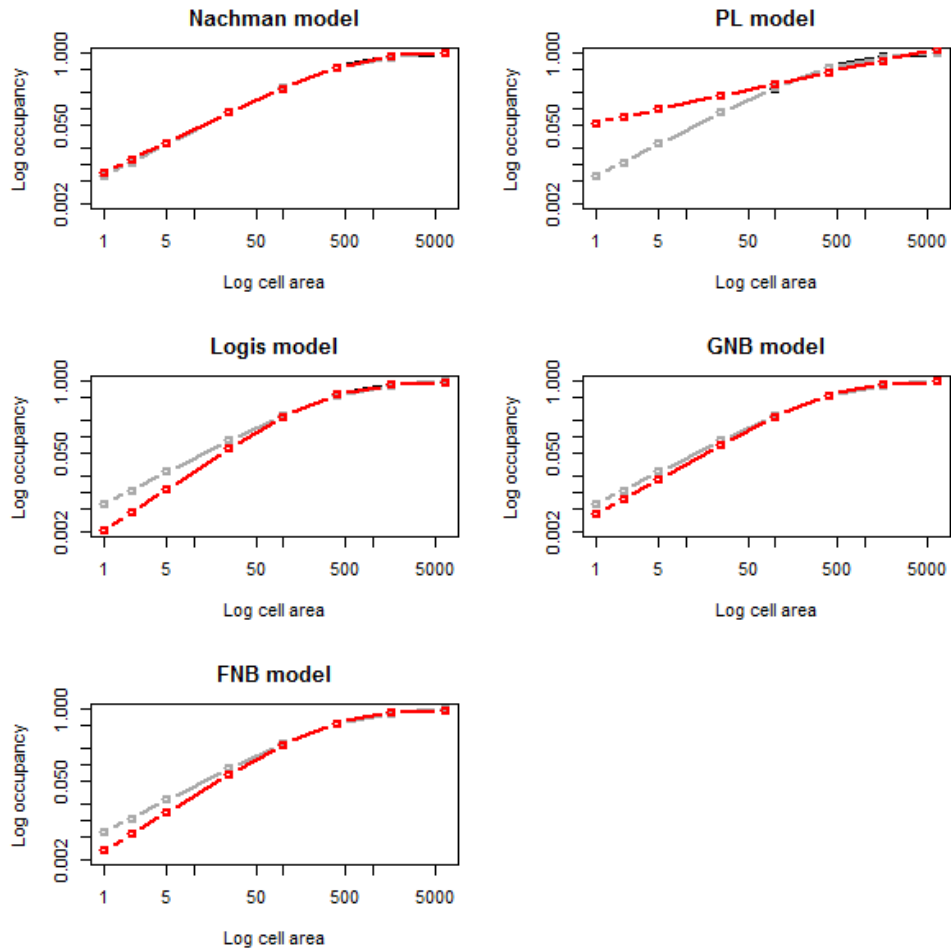 Nachman model
Log occupancy
1.000
0.050
0.002
1 5 50 500 5000
Log cell area
PL model
Log occupancy
1.000
0.050
0.002
1 5 50 500 5000
Log cell area
Logis model
Log occupancy
1.000
0.050
0.002
1 5 50 500 5000
Log cell area
GNB model
Log occupancy
1.000
0.050
0.002
1 5 50 500 5000
Log cell area
FNB model
Log occupancy
1.000
0.050
0.002
1 5 50 500 5000
Log cell area